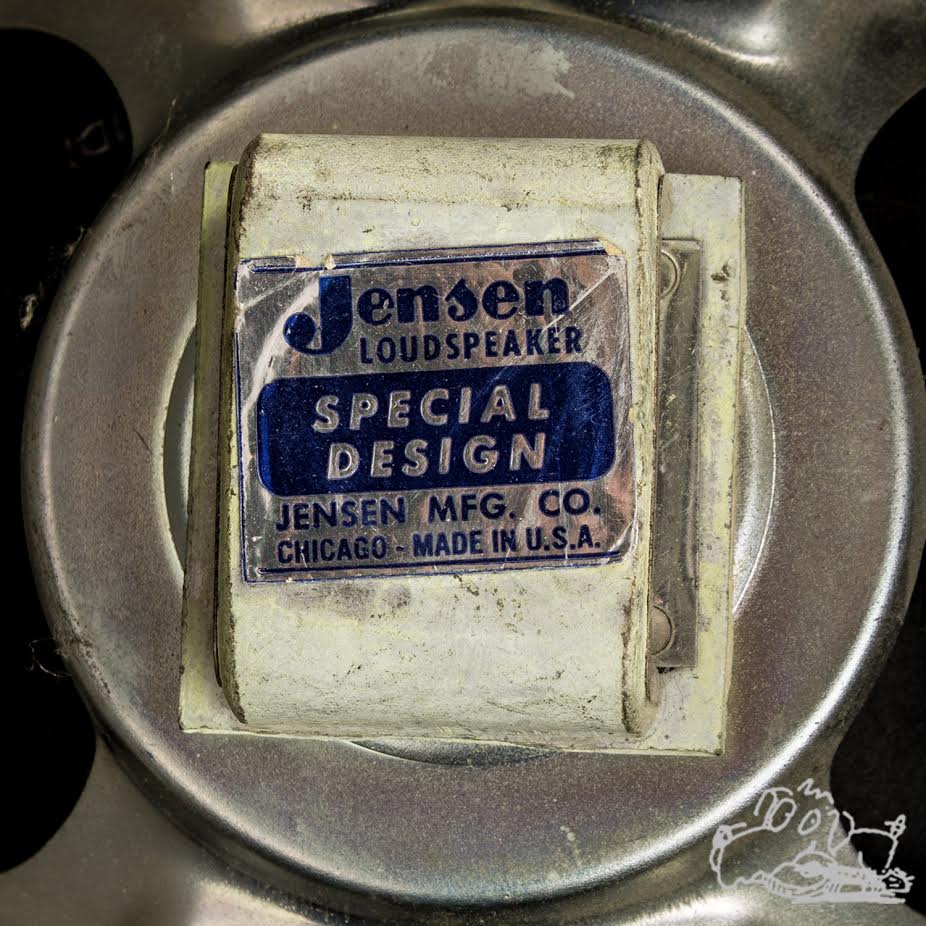 Jensen
LOUDSPEAKER
SPECIAL
DESIGN
JENSEN MFG. CO.
CHICAGO - MADE IN U.S.A.